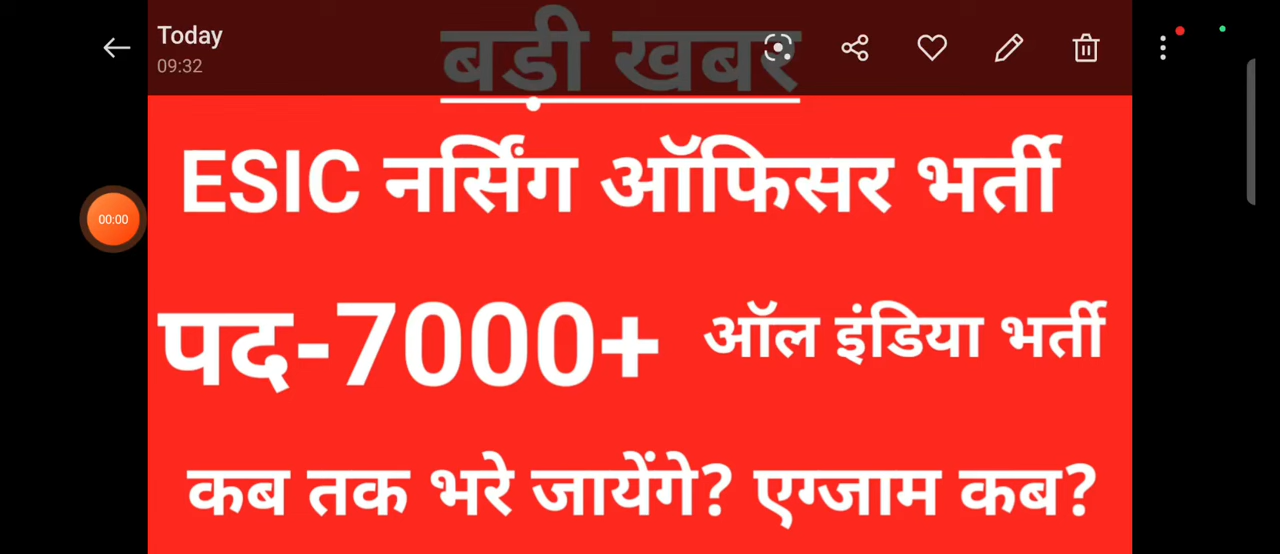 Today
09:32
बड़ी खबर
00:00
ESIC नर्सिंग ऑफिसर भर्ती
पद-7000+ ऑल इंडिया भर्ती
कब तक भरे जायेंगे? एग्जाम कब?